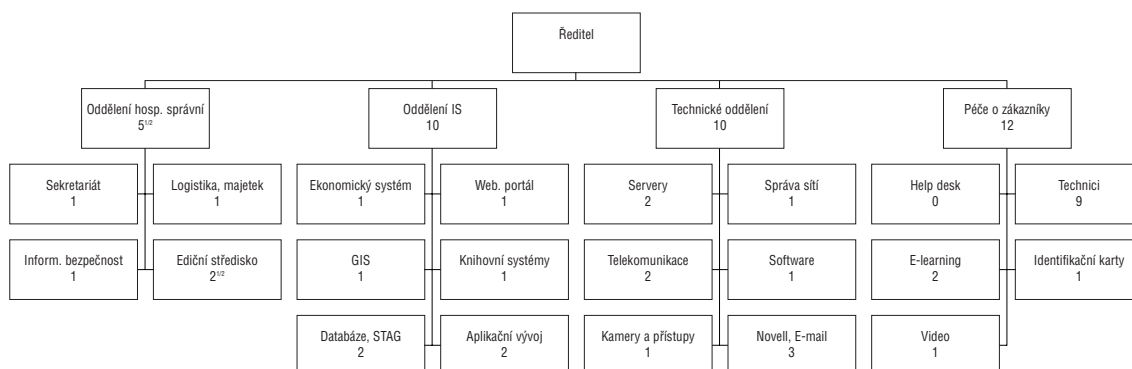 Ředitel
Oddělení hosp. správní
5 1/2
Oddělení IS
10
Technické oddělení
10
Péče o zákazníky
12
Sekretariát
1
Logistika, majetek
1
Ekonomický systém
1
Web. portál
1
Servery
2
Správa sítí
1
Help desk
0
Technici
9
Inform. bezpečnost
1
Ediční středisko
2 1/2
GIS
1
Knihovní systémy
1
Telekomunikace
2
Software
1
E-learning
2
Identifikační karty
1
Databáze, STAG
2
Aplikační vývoj
2
Kamery a přístupy
1
Novell, E-mail
3
Video
1